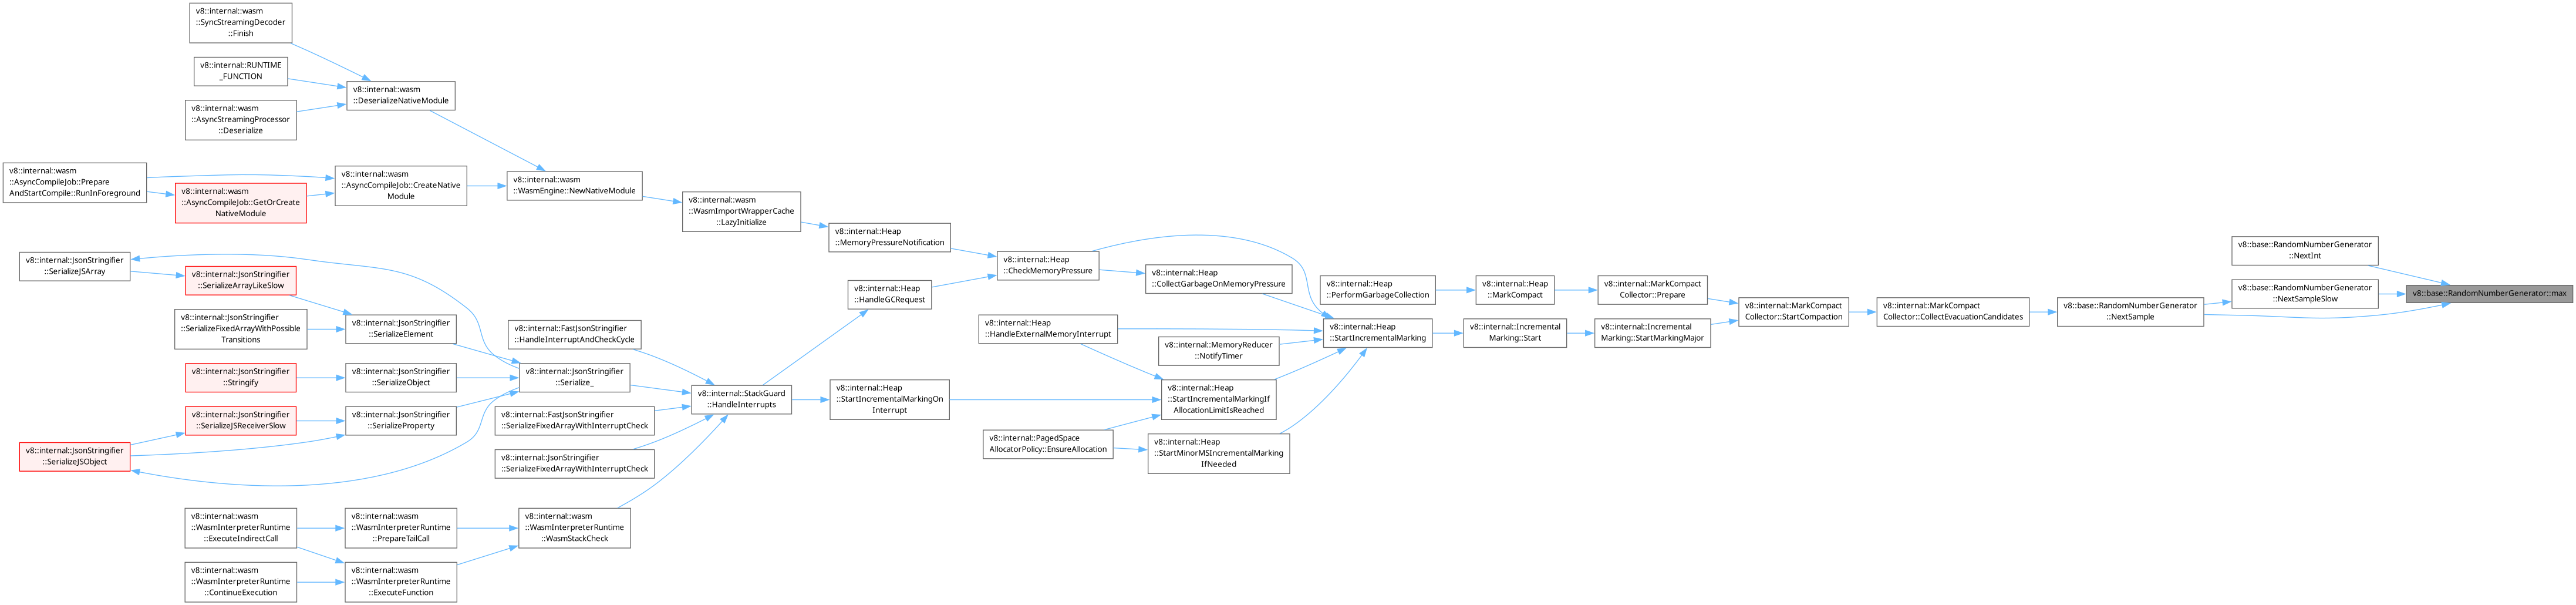 v8::internal::wasm
::SyncStreamingDecoder
::Finish
v8::internal::RUNTIME
_FUNCTION
v8::internal::wasm
::DeserializeNativeModule
v8::internal::wasm
::AsyncStreamingProcessor
::Deserialize
v8::internal::wasm
::AsyncCompileJob::Prepare
AndStartCompile::RunInForeground
v8::internal::wasm
::AsyncCompileJob::GetOrCreate
NativeModule
v8::internal::wasm
::AsyncCompileJob::CreateNative
Module
v8::internal::wasm
::WasmEngine::NewNativeModule
v8::internal::wasm
::WasmImportWrapperCache
::LazyInitialize
v8::internal::Heap
::MemoryPressureNotification
v8::internal::Heap
::CheckMemoryPressure
v8::internal::Heap
::CollectGarbageOnMemoryPressure
v8::internal::Heap
::HandleGCRequest
v8::internal::JsonStringifier
::SerializeJSArray
v8::internal::JsonStringifier
::SerializeArrayLikeSlow
v8::internal::JsonStringifier
::SerializeFixedArrayWithPossible
Transitions
v8::internal::JsonStringifier
::SerializeElement
v8::internal::JsonStringifier
::Stringify
v8::internal::JsonStringifier
::SerializeObject
v8::internal::JsonStringifier
::SerializeJSReceiverSlow
v8::internal::JsonStringifier
::SerializeProperty
v8::internal::JsonStringifier
::SerializeJSObject
v8::internal::FastJsonStringifier
::HandleInterruptAndCheckCycle
v8::internal::JsonStringifier
::Serialize_
v8::internal::FastJsonStringifier
::SerializeFixedArrayWithInterruptCheck
v8::internal::JsonStringifier
::SerializeFixedArrayWithInterruptCheck
v8::internal::StackGuard
::HandleInterrupts
v8::internal::Heap
::StartIncrementalMarkingOn
Interrupt
v8::internal::wasm
::WasmInterpreterRuntime
::ExecuteIndirectCall
v8::internal::wasm
::WasmInterpreterRuntime
::PrepareTailCall
v8::internal::wasm
::WasmInterpreterRuntime
::WasmStackCheck
v8::internal::wasm
::WasmInterpreterRuntime
::ContinueExecution
v8::internal::wasm
::WasmInterpreterRuntime
::ExecuteFunction
v8::internal::Heap
::HandleExternalMemoryInterrupt
v8::internal::MemoryReducer
::NotifyTimer
v8::internal::Heap
::StartIncrementalMarkingIf
AllocationLimitIsReached
v8::internal::PagedSpace
AllocatorPolicy::EnsureAllocation
v8::internal::Heap
::StartMinorMSIncrementalMarking
IfNeeded
v8::internal::Heap
::PerformGarbageCollection
v8::internal::Heap
::StartIncrementalMarking
v8::internal::Heap
::MarkCompact
v8::internal::Incremental
Marking::Start
v8::internal::MarkCompact
Collector::Prepare
v8::internal::Incremental
Marking::StartMarkingMajor
v8::internal::MarkCompact
Collector::StartCompaction
v8::internal::MarkCompact
Collector::CollectEvacuationCandidates
v8::base::RandomNumberGenerator
::NextSample
v8::base::RandomNumberGenerator
::NextInt
v8::base::RandomNumberGenerator
::NextSampleSlow
v8::base::RandomNumberGenerator::max